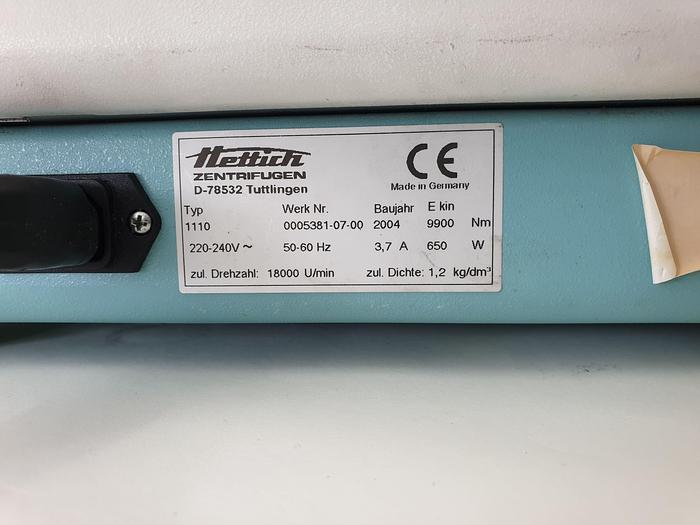 Hettich
ZENTRIFUGEN
D-78532 Tuttlingen
CE
Made in Germany
Typ Werk Nr. Baujahr E kin
1110 0005381-07-00 2004 9900 Nm
220-240V ~ 50-60 Hz 3,7 A 650 W
zul. Drehzahl: 18000 U/min zul. Dichte: 1,2 kg/dm³